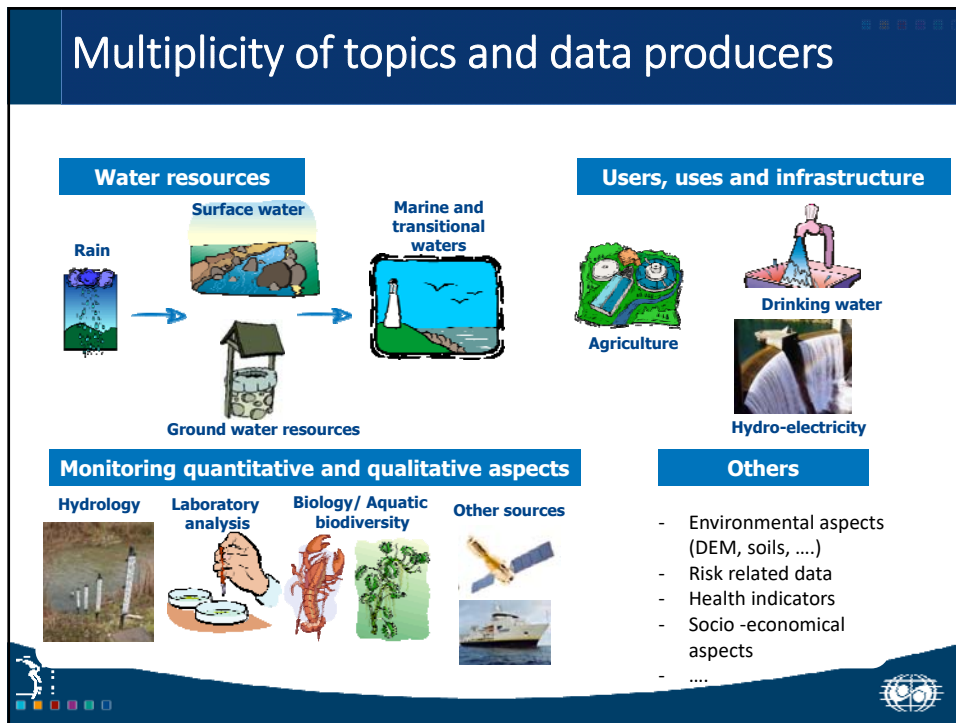 Multiplicity of topics and data producers
Water resources
Rain
Surface water
Ground water resources
Marine and
transitional
waters
Users, uses and infrastructure
Agriculture
Drinking water
Hydro-electricity
Monitoring quantitative and qualitative aspects
Hydrology
Laboratory
analysis
Biology/ Aquatic
biodiversity
Other sources
Others
- Environmental aspects
(DEM, soils, ....)
- Risk related data
- Health indicators
- Socio -economical
aspects
- ....